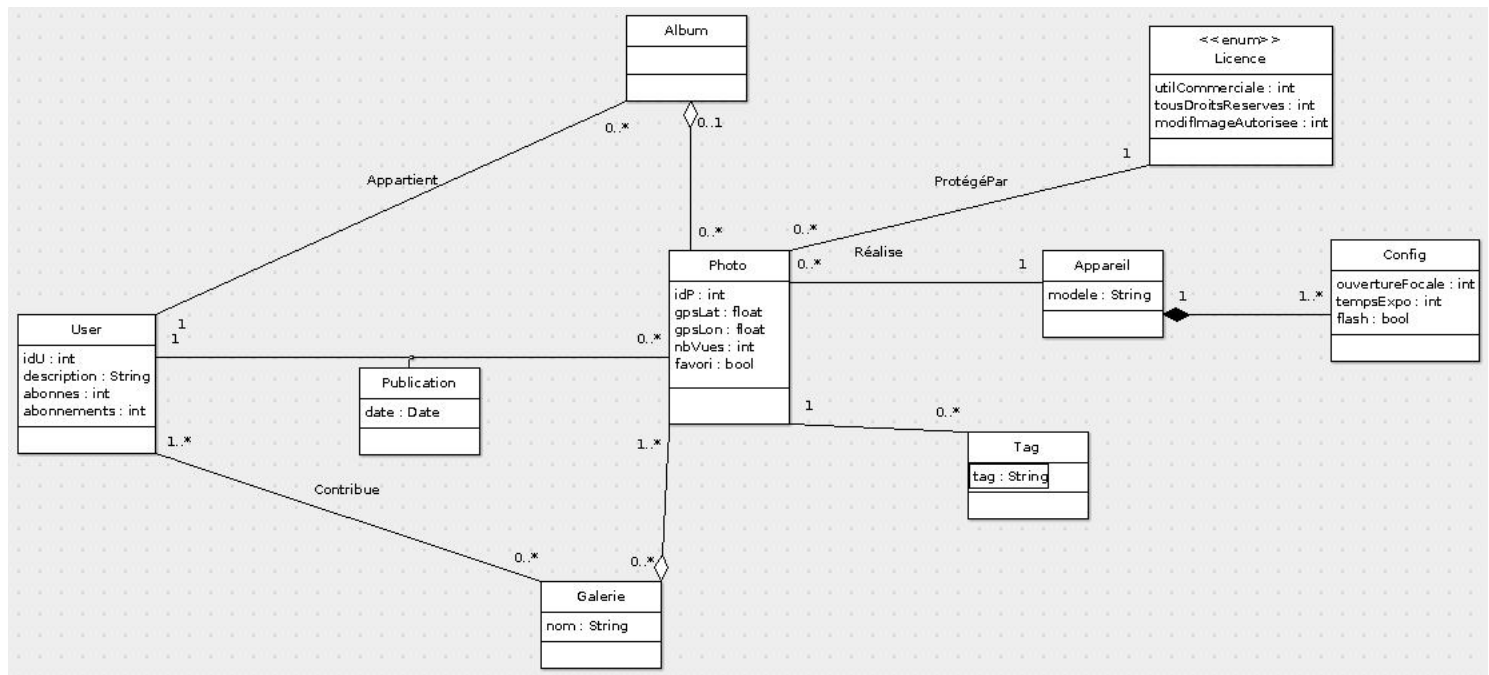 Album
<<enum>>
Licence
utilCommerciale : int
tousDroitsReserves : int
modifImageAutorisee : int
0..*
0..1
1
Appartient
ProtégéPar
0..*
0..*
Réalise
Photo
idP : int
gpsLat : float
gpsLon : float
nbVues : int
favori : bool
0..*
1
Appareil
modele : String
1
1..*
Config
ouvertureFocale : int
tempsExpo : int
flash : bool
User
idU : int
description : String
abonnes : int
abonnements : int
1
1
0..*
Publication
date : Date
1
0..*
Tag
tag : String
1..*
1..*
Contribue
0..*
0..*
Galerie
nom : String